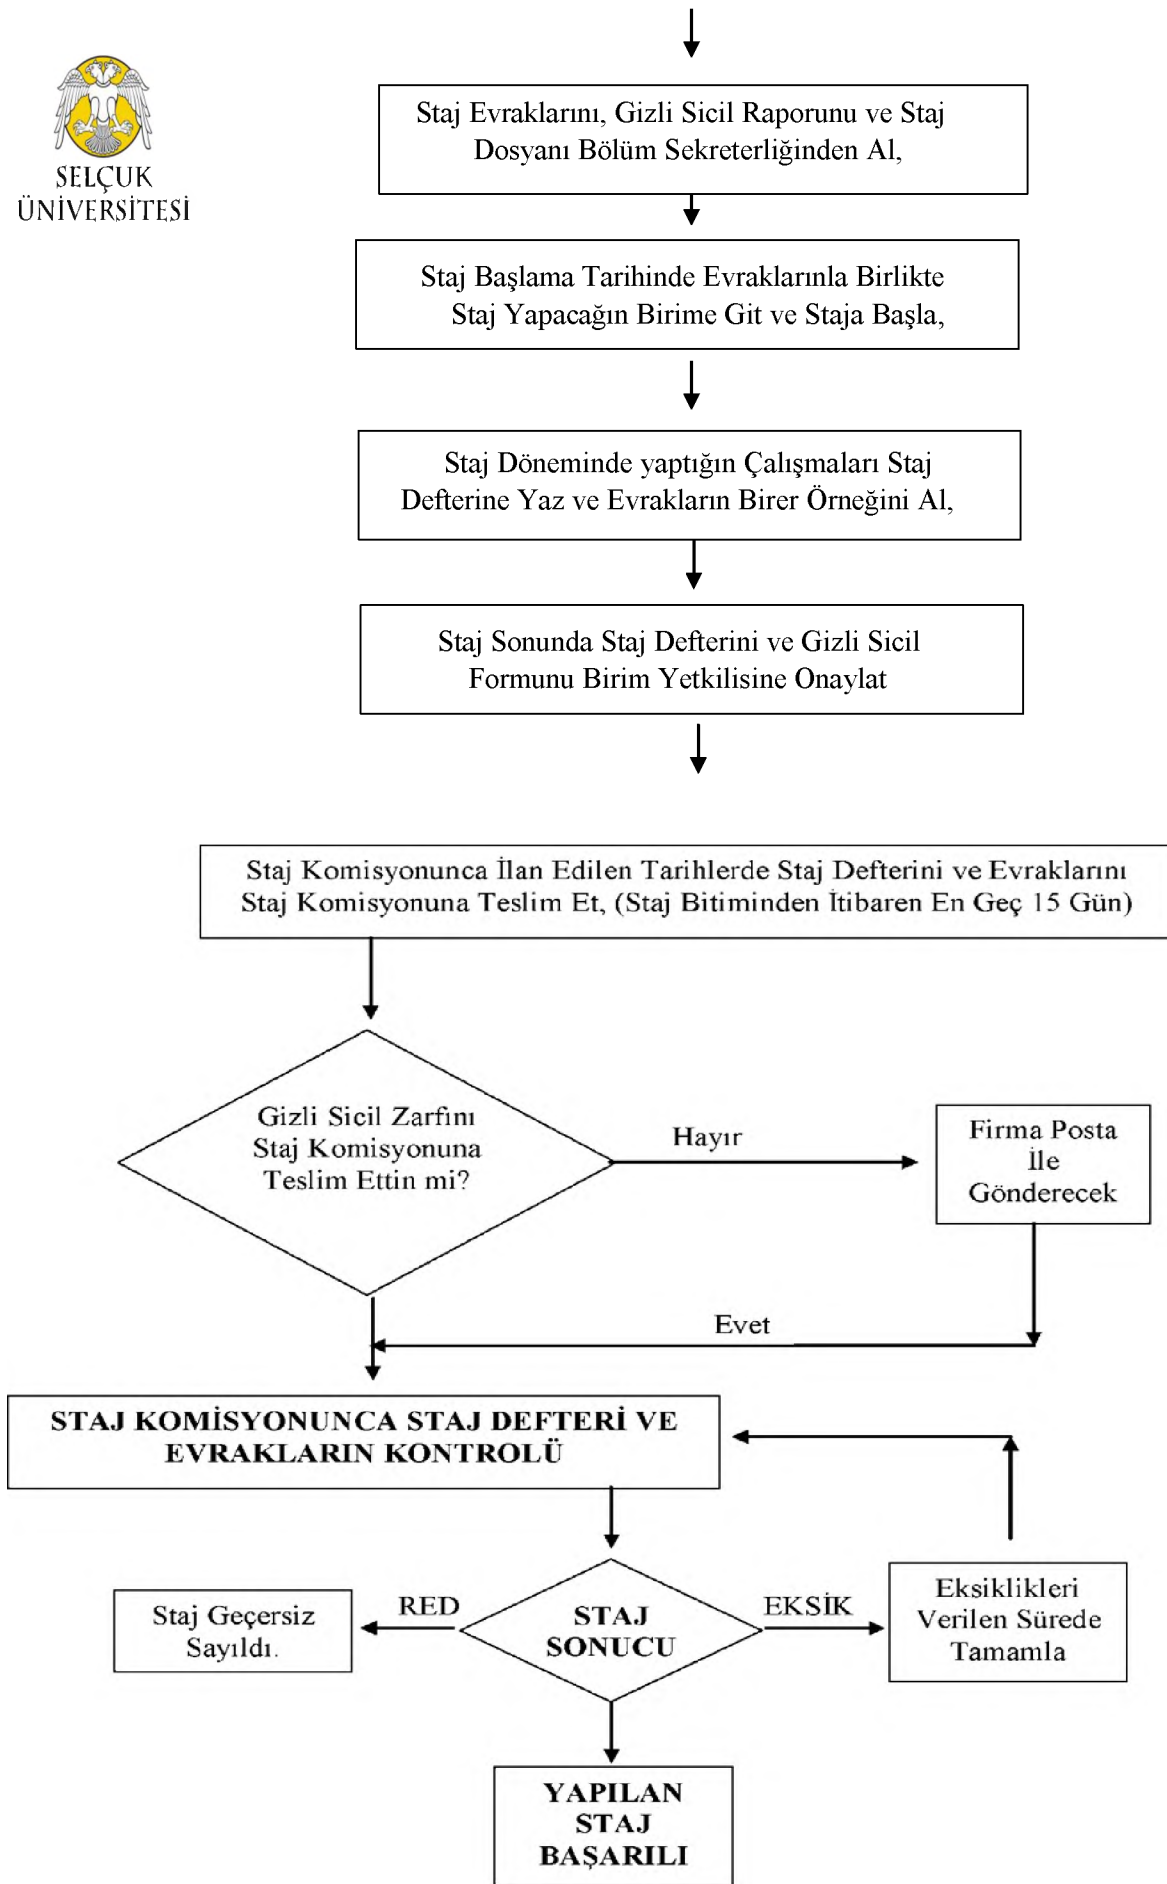 SELÇUK
ÜNİVERSİTESİ
Staj Evraklarını, Gizli Sicil Raporunu ve Staj
Dosyanı Bölüm Sekreterliğinden Al,
Staj Başlama Tarihinde Evraklarınla Birlikte
Staj Yapacağın Birime Git ve Staja Başla,
Staj Döneminde yaptığın Çalışmaları Staj
Defterine Yaz ve Evrakların Birer Örneğini Al,
Staj Sonunda Staj Defterini ve Gizli Sicil
Formunu Birim Yetkilisine Onaylat
Staj Komisyonunca İlan Edilen Tarihlerde Staj Defterini ve Evraklarını
Staj Komisyonuna Teslim Et, (Staj Bitiminden İtibaren En Geç 15 Gün)
Gizli Sicil Zarfını
Staj Komisyonuna
Teslim Ettin mi?
Hayır
Firma Posta
İle
Gönderecek
Evet
STAJ KOMİSYONUNCA STAJ DEFTERİ VE
EVRAKLARIN KONTROLÜ
Staj Geçersiz
Sayıldı.
RED
STAJ
SONUCU
EKSİK
Eksiklikleri
Verilen Sürede
Tamamla
YAPILAN
STAJ
BAŞARILI